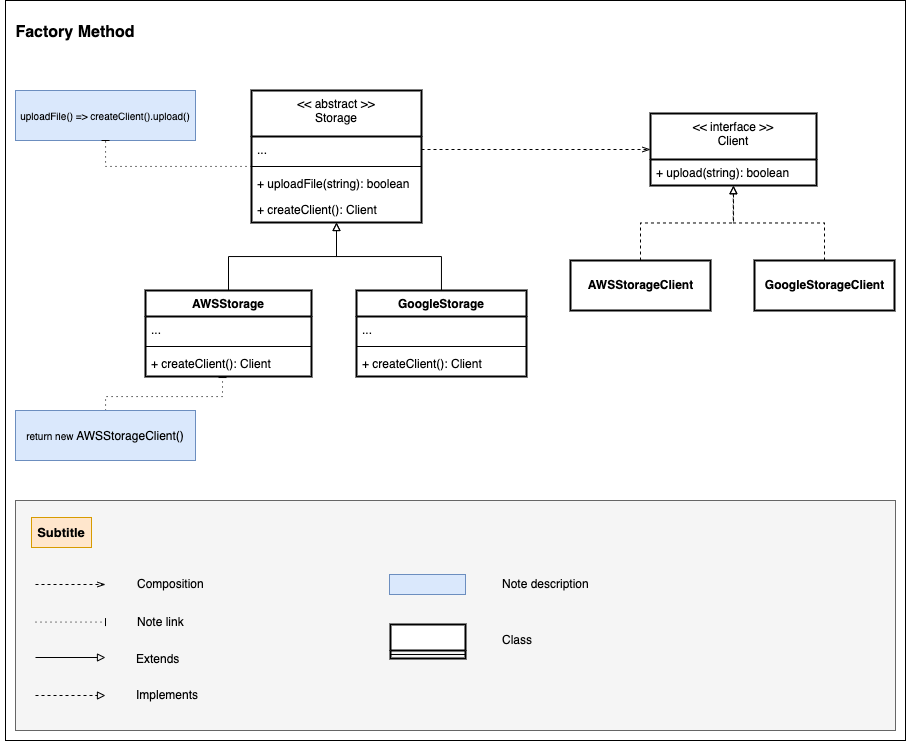 Factory Method
uploadFile() => createClient().upload()
<< abstract >>
Storage
...
+ uploadFile(string): boolean
+ createClient(): Client
<< interface >>
Client
+ upload(string): boolean
AWSStorageClient
GoogleStorageClient
AWSStorage
...
+ createClient(): Client
GoogleStorage
...
+ createClient(): Client
return new AWSStorageClient()
Subtitle
Composition
Note link
Extends
Implements
Note description
Class